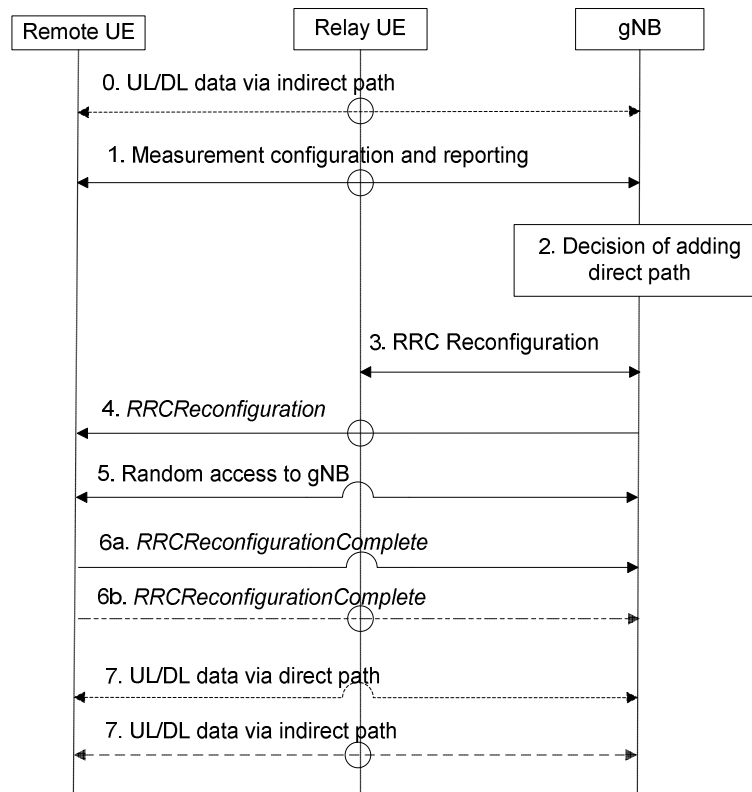 Remote UE
Relay UE
gNB
0. UL/DL data via indirect path
1. Measurement configuration and reporting
2. Decision of adding
direct path
3. RRC Reconfiguration
4. RRCReconfiguration
5. Random access to gNB
6a. RRCReconfigurationComplete
6b. RRCReconfigurationComplete
7. UL/DL data via direct path
7. UL/DL data via indirect path